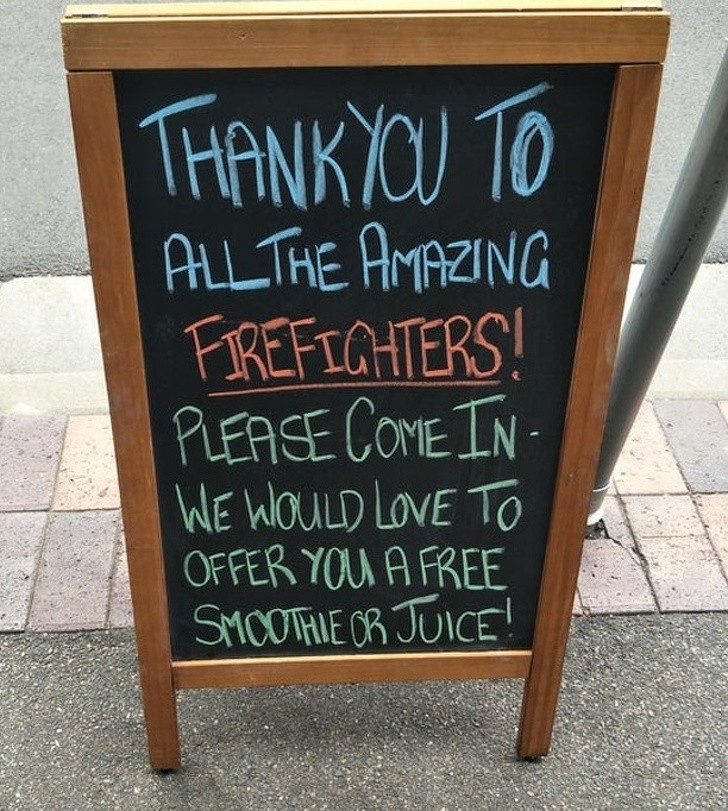 THANK YOU TO
ALL THE AMAZING
FIREFIGHTERS!
PLEASE COME IN -
WE WOULD LOVE TO
OFFER YOU A FREE
SMOOTHIE OR JUICE!